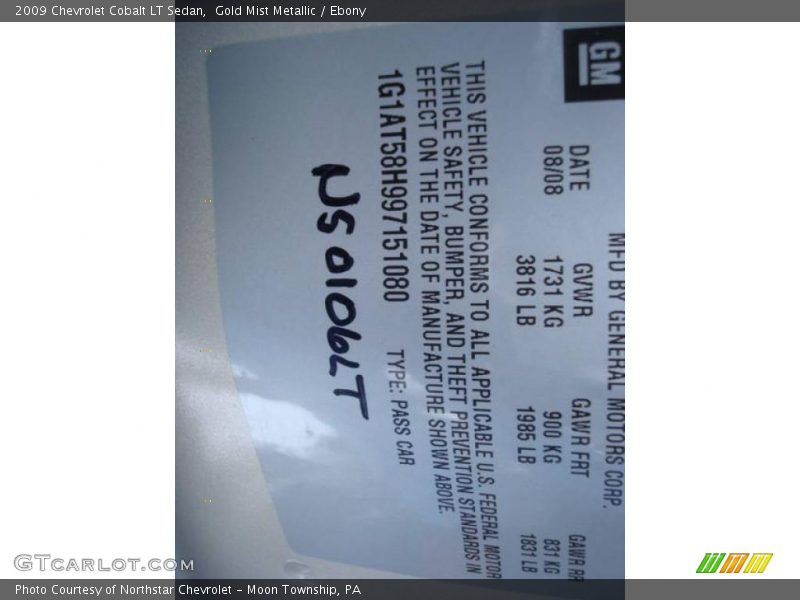 2009 Chevrolet Cobalt LT Sedan,  Gold Mist Metallic / Ebony
GM
MFD BY GENERAL MOTORS CORP.
DATE GVWR GAWR FRT GAWR RR
08/08 1731 KG 900 KG 831 KG
3816 LB 1985 LB 1831 LB
THIS VEHICLE CONFORMS TO ALL APPLICABLE U.S. FEDERAL MOTOR
VEHICLE SAFETY, BUMPER, AND THEFT PREVENTION STANDARDS IN
EFFECT ON THE DATE OF MANUFACTURE SHOWN ABOVE.
1G1AT58H997151080 TYPE: PASS CAR
NS0106LT
GTCarlot.com
Photo Courtesy of Northstar Chevrolet - Moon Township, PA